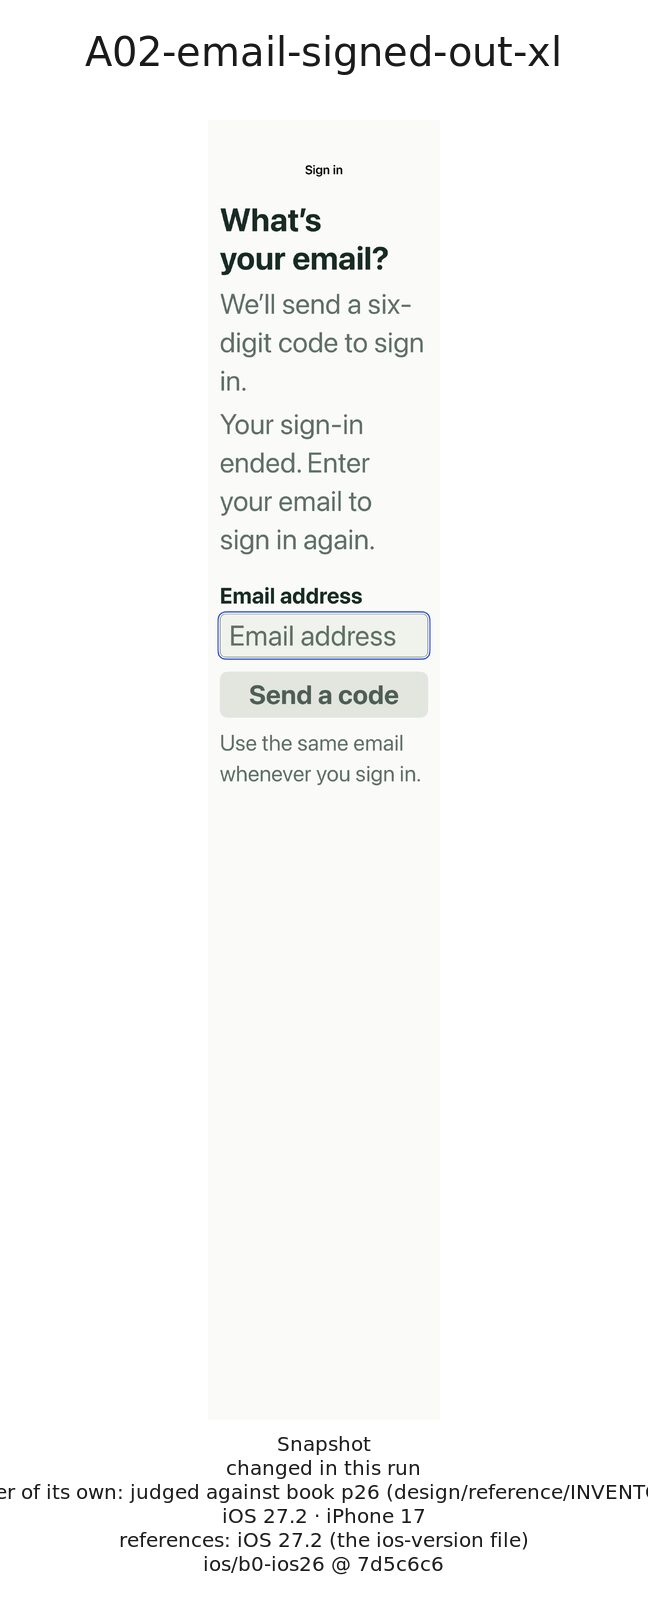 A02-email-signed-out-xl
Sign in
What’s
your email?
We’ll send a six-
digit code to sign
in.
Your sign-in
ended. Enter
your email to
sign in again.
Email address
Email address
Send a code
Use the same email
whenever you sign in.
Snapshot
changed in this run
of its own: judged against book p26 (design/reference/
iOS 27.2 · iPhone 17
references: iOS 27.2 (the ios-version file)
ios/b0-ios26 @ 7d5c6c6